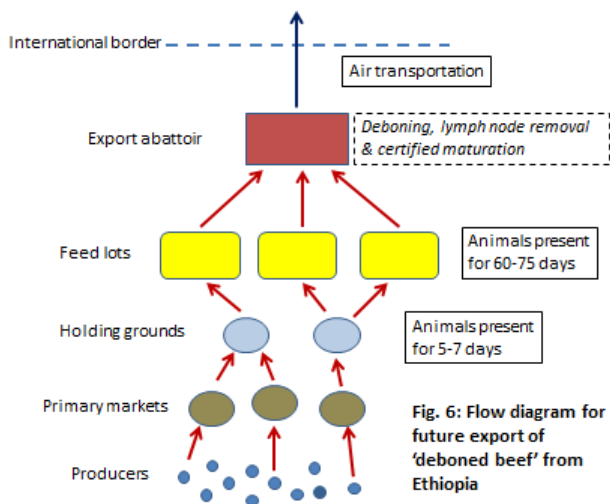 International border
Air transportation
Export abattoir
Deboning, lymph node removal
& certified maturation
Feed lots
Animals present
for 60-75 days
Holding grounds
Animals present
for 5-7 days
Primary markets
Fig. 6: Flow diagram for
future export of
‘deboned beef’ from
Ethiopia
Producers